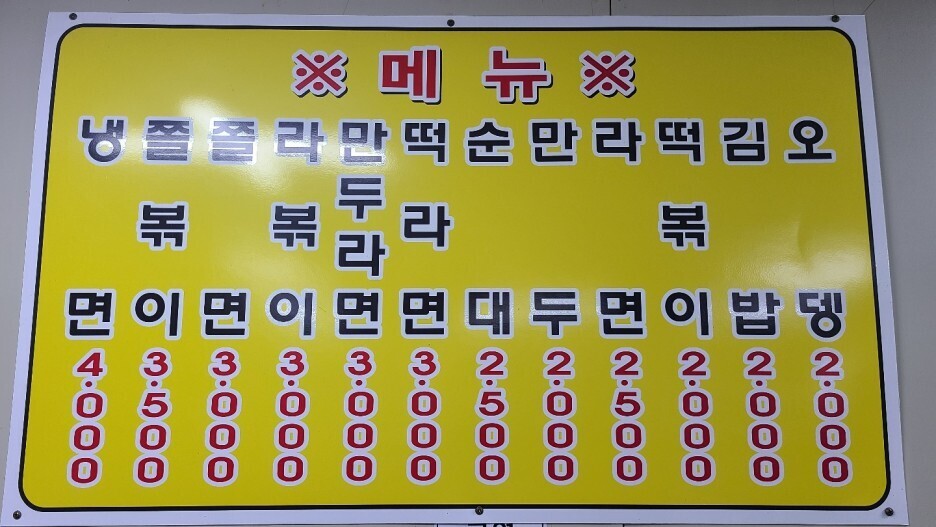 ※메뉴※
냉면 4.000
쫄볶이 3.500
쫄면 3.000
라볶이 3.000
만두라면 3.000
떡라면 3.000
순대 2.500
만두 2.000
라면 2.500
떡볶이 2.000
김밥 2.000
오뎅 2.000